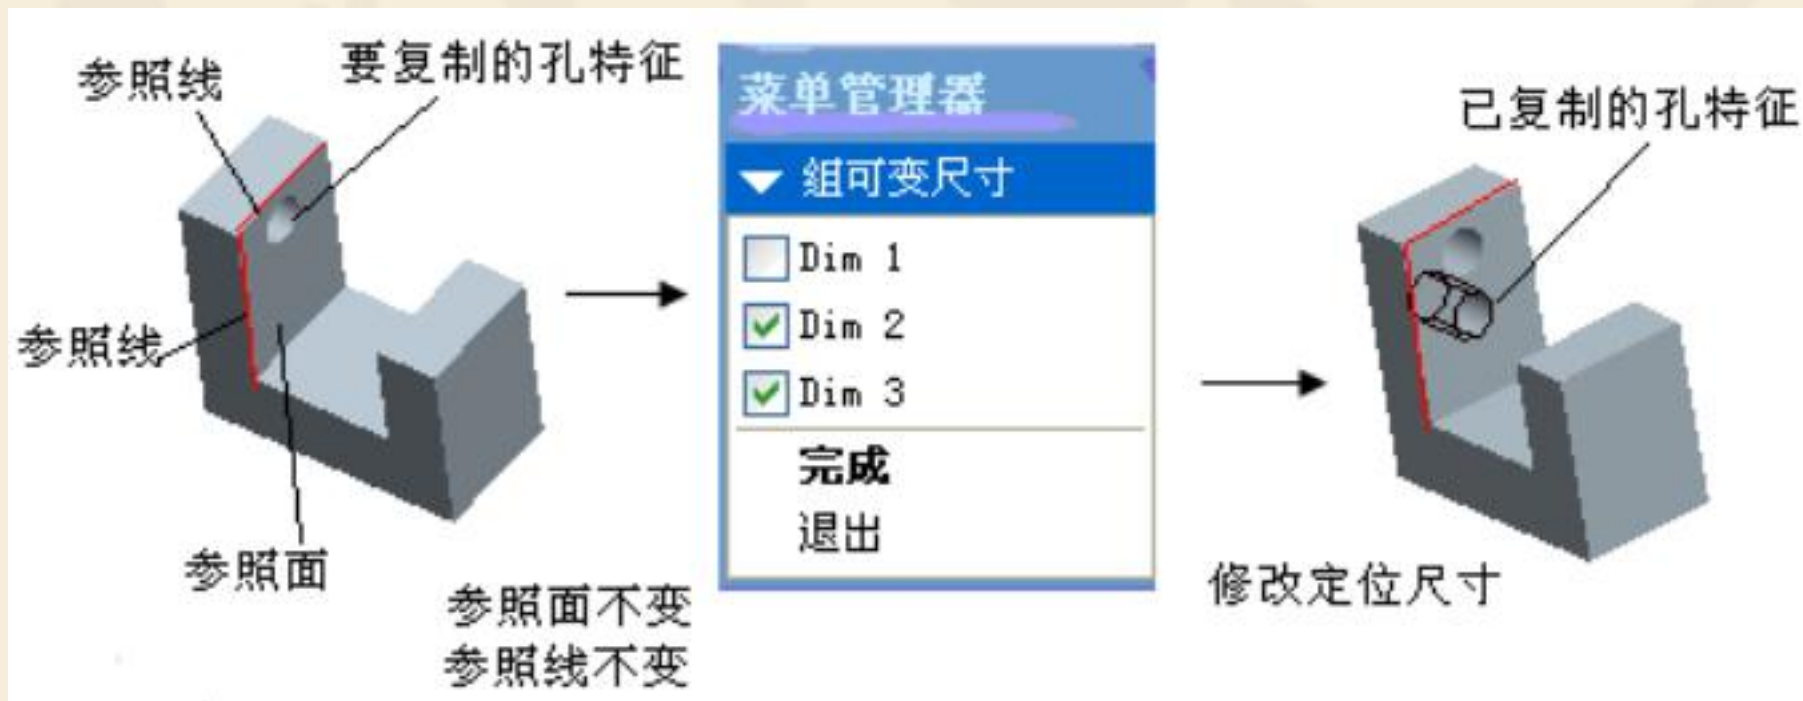 参照线
要复制的孔特征
参照线
参照面
参照面不变
参照线不变
菜单管理器
组可变尺寸
Dim 1
Dim 2
Dim 3
完成
退出
已复制的孔特征
修改定位尺寸